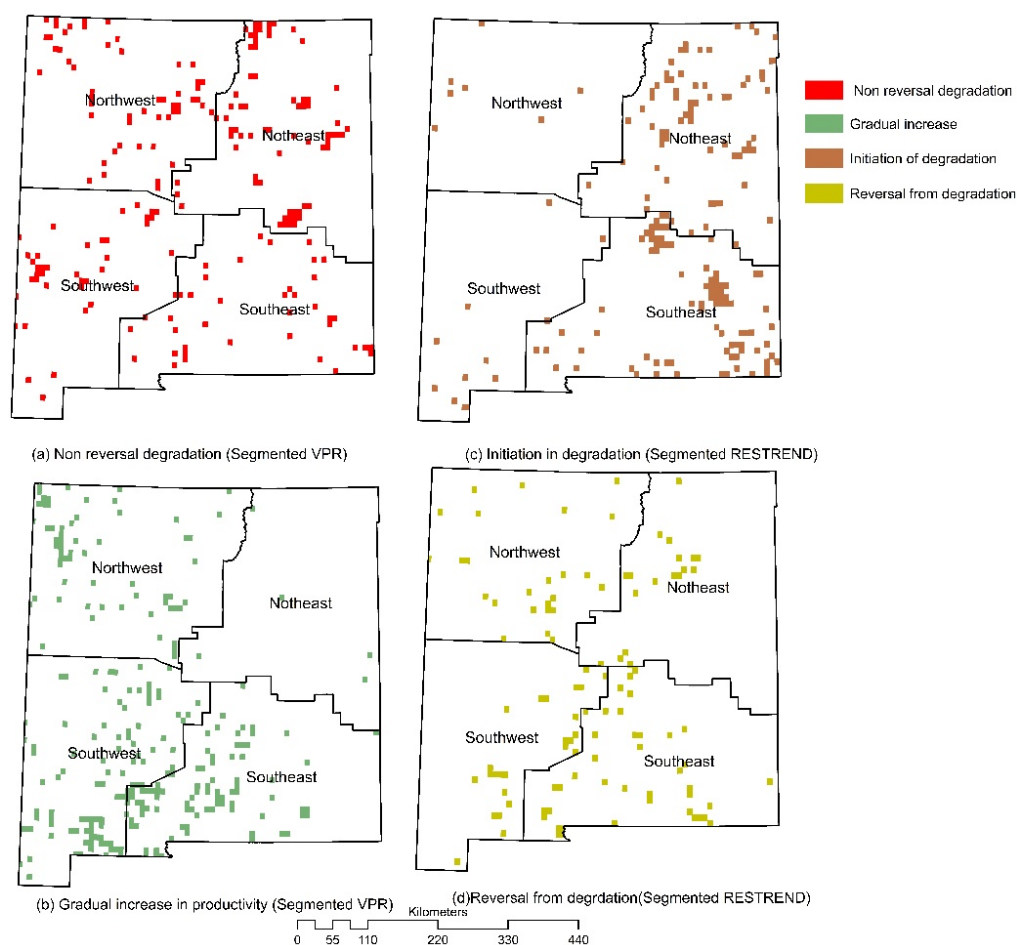 Northwest
Notheast
Southwest
Southeast
(a) Non reversal degradation (Segmented VPR)
Northwest
Notheast
Southwest
Southeast
(c) Initiation in degradation (Segmented RESTREND)
Non reversal degradation
Gradual increase
Initiation of degradation
Reversal from degradation
Northwest
Notheast
Southwest
Southeast
(b) Gradual increase in productivity (Segmented VPR)
Northwest
Notheast
Southwest
Southeast
(d)Reversal from degrdation(Segmented RESTREND)
Kilometers
0 55 110 220 330 440